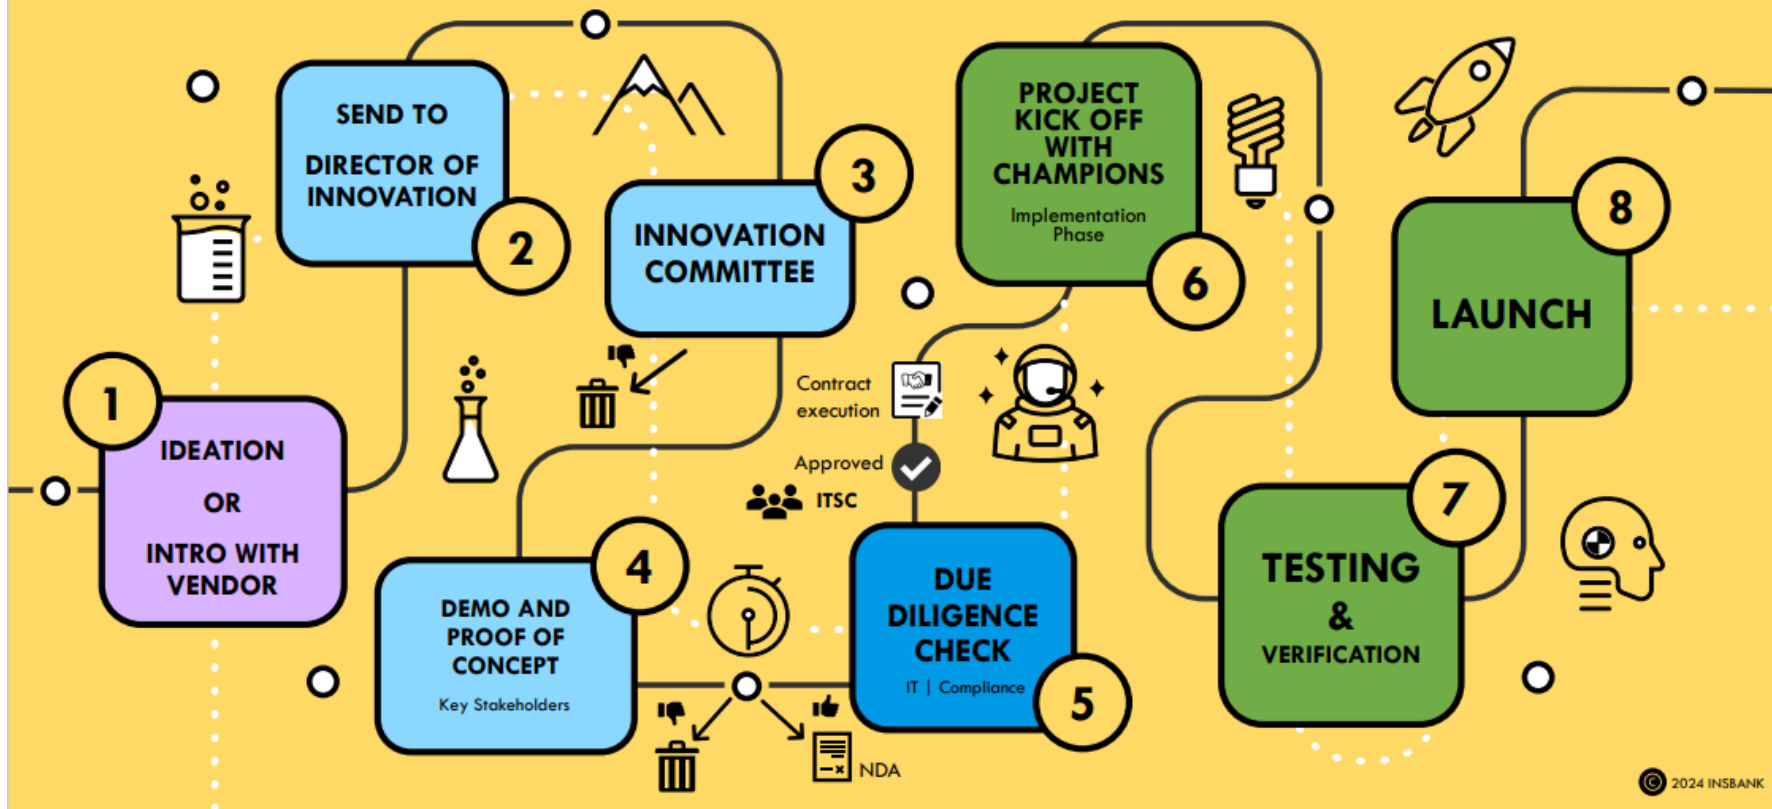 1
IDEATION
OR
INTRO WITH
VENDOR
SEND TO
DIRECTOR OF
INNOVATION
2
3
INNOVATION
COMMITTEE
4
DEMO AND
PROOF OF
CONCEPT
Key Stakeholders
NDA
DUE
DILIGENCE
CHECK
IT | Compliance
5
Contract
execution
Approved
ITSC
PROJECT
KICK OFF
WITH
CHAMPIONS
Implementation
Phase
6
7
TESTING
&
VERIFICATION
8
LAUNCH
© 2024 INSBANK